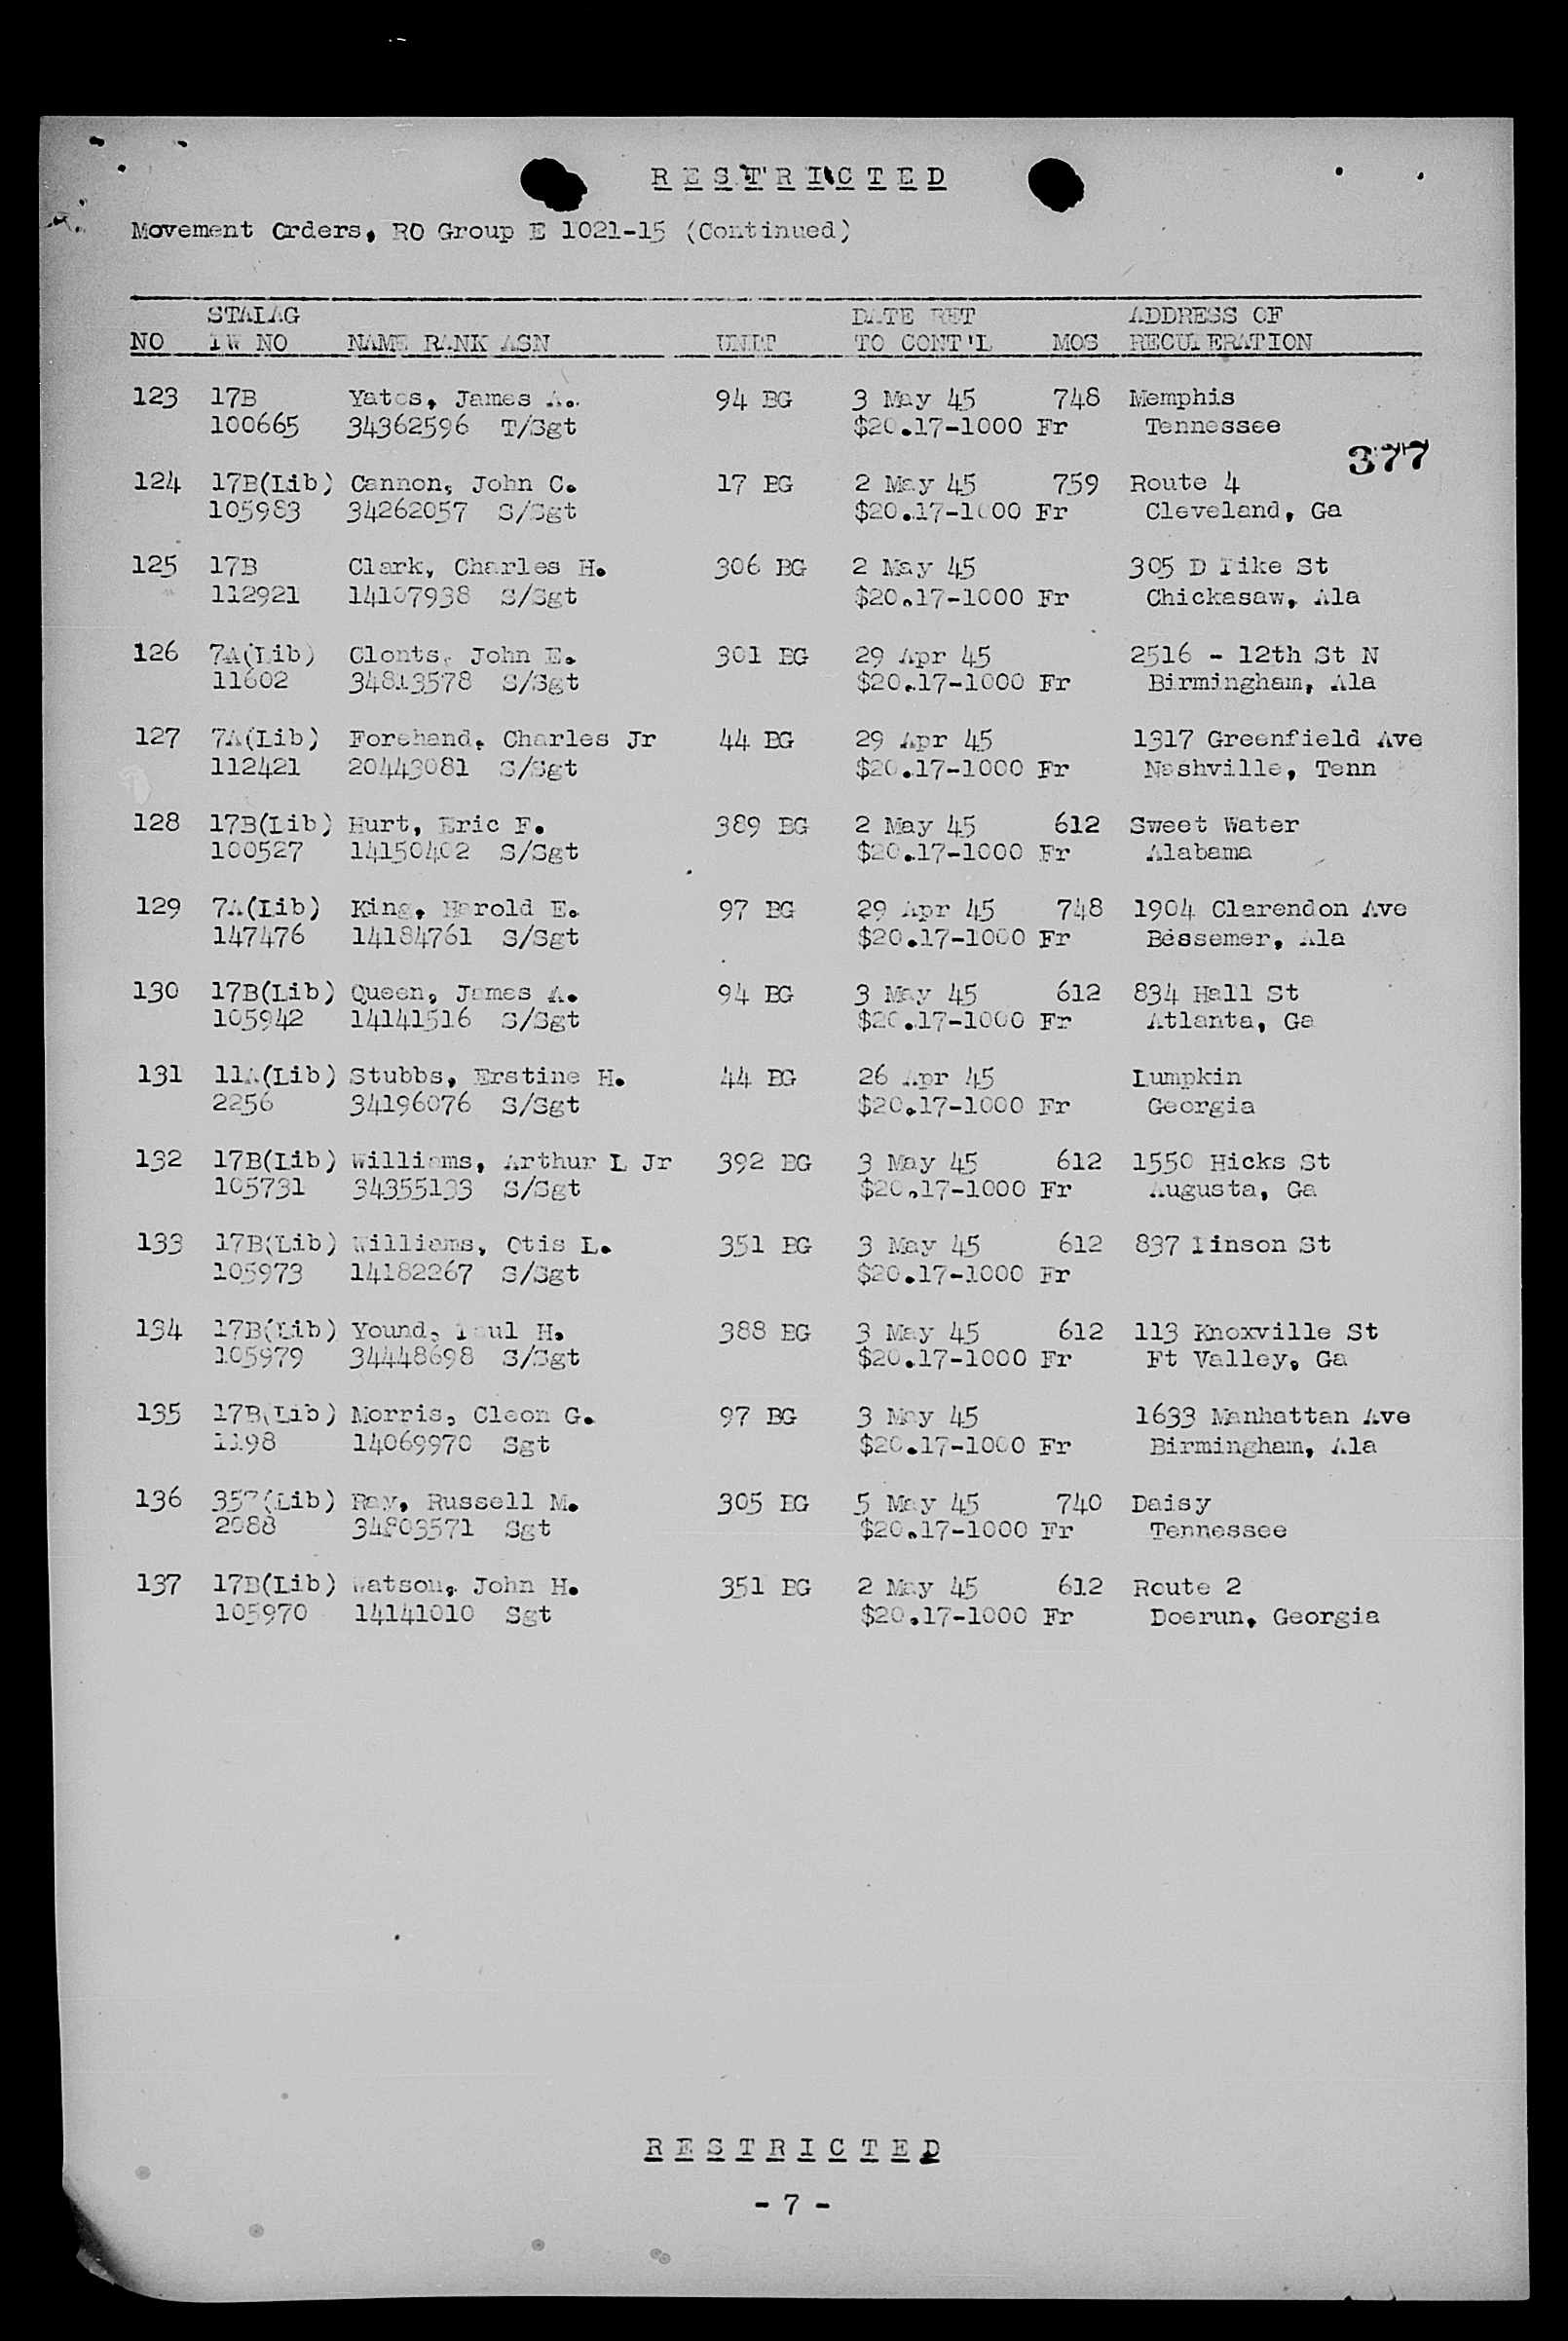 R E S T R I C T E D
Movement Orders, RO Group E 1021-15 (Continued)
STALAG DATE RET ADDRESS OF
NO PW NO NAME RANK ASN UNIT TO CONT'L MOS RECUPERATION
123 17B Yates, James A. 94 BG 3 May 45 748 Memphis
100665 34362596 T/Sgt $20.17-1000 Fr Tennessee
377
124 17B(Lib) Cannon, John C. 17 BG 2 May 45 759 Route 4
105983 34262057 S/Sgt $20.17-1000 Fr Cleveland, Ga
125 17B Clark, Charles H. 306 BG 2 May 45 305 D Pike St
112921 14107938 S/Sgt $20.17-1000 Fr Chickasaw, Ala
126 7A(Lib) Clonts, John E. 301 BG 29 Apr 45 2516 - 12th St N
11602 34813578 S/Sgt $20.17-1000 Fr Birmingham, Ala
127 7A(Lib) Forehand, Charles Jr 44 BG 29 Apr 45 1317 Greenfield Ave
112421 20443081 S/Sgt $20.17-1000 Fr Nashville, Tenn
128 17B(Lib) Hurt, Eric F. 389 BG 2 May 45 612 Sweet Water
100527 14150402 S/Sgt $20.17-1000 Fr Alabama
129 7A(Lib) King, Harold E. 97 BG 29 Apr 45 748 1904 Clarendon Ave
147476 14184761 S/Sgt $20.17-1000 Fr Bessemer, Ala
130 17B(Lib) Queen, James A. 94 BG 3 May 45 612 834 Hall St
105942 14141516 S/Sgt $20.17-1000 Fr Atlanta, Ga
131 11A(Lib) Stubbs, Erstine H. 44 BG 26 Apr 45 Lumpkin
2256 34196076 S/Sgt $20.17-1000 Fr Georgia
132 17B(Lib) Williams, Arthur L Jr 392 BG 3 May 45 612 1550 Hicks St
105731 34355133 S/Sgt $20.17-1000 Fr Augusta, Ga
133 17B(Lib) Williams, Otis L. 351 BG 3 May 45 612 837 Linson St
105973 14182267 S/Sgt $20.17-1000 Fr
134 17B(Lib) Yound, Paul H. 388 BG 3 May 45 612 113 Knoxville St
105979 34448698 S/Sgt $20.17-1000 Fr Ft Valley, Ga
135 17B(Lib) Morris, Cleon G. 97 BG 3 May 45 1633 Manhattan Ave
1198 14069970 Sgt $20.17-1000 Fr Birmingham, Ala
136 Ray, Russell M. 305 BG 5 May 45 740 Daisy
2088 34803571 Sgt $20.17-1000 Fr Tennessee
137 17B(Lib) Watson, John H. 351 BG 2 May 45 612 Route 2
105970 14141010 Sgt $20.17-1000 Fr Doerun, Georgia
R E S T R I C T E D
- 7 -